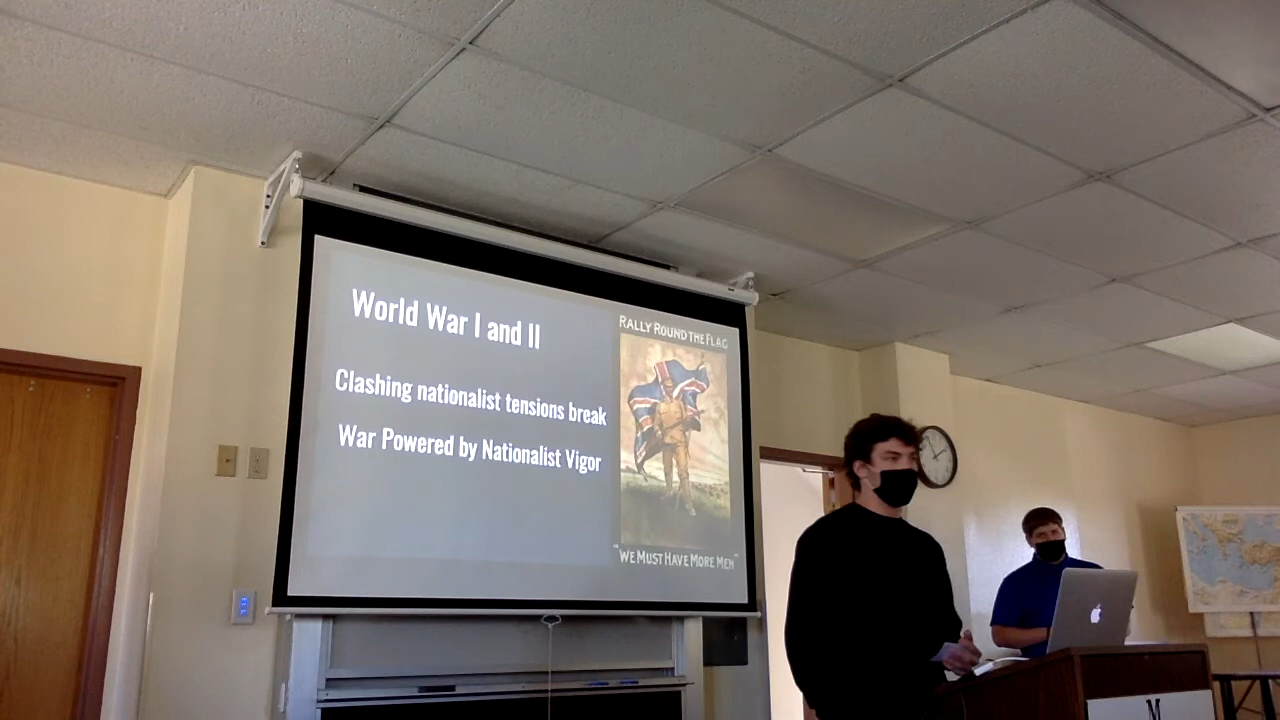 World War I and II
Clashing nationalist tensions break
War Powered by Nationalist Vigor
RALLY ROUND THE FLAG
"WE MUST HAVE MORE MEN"
M